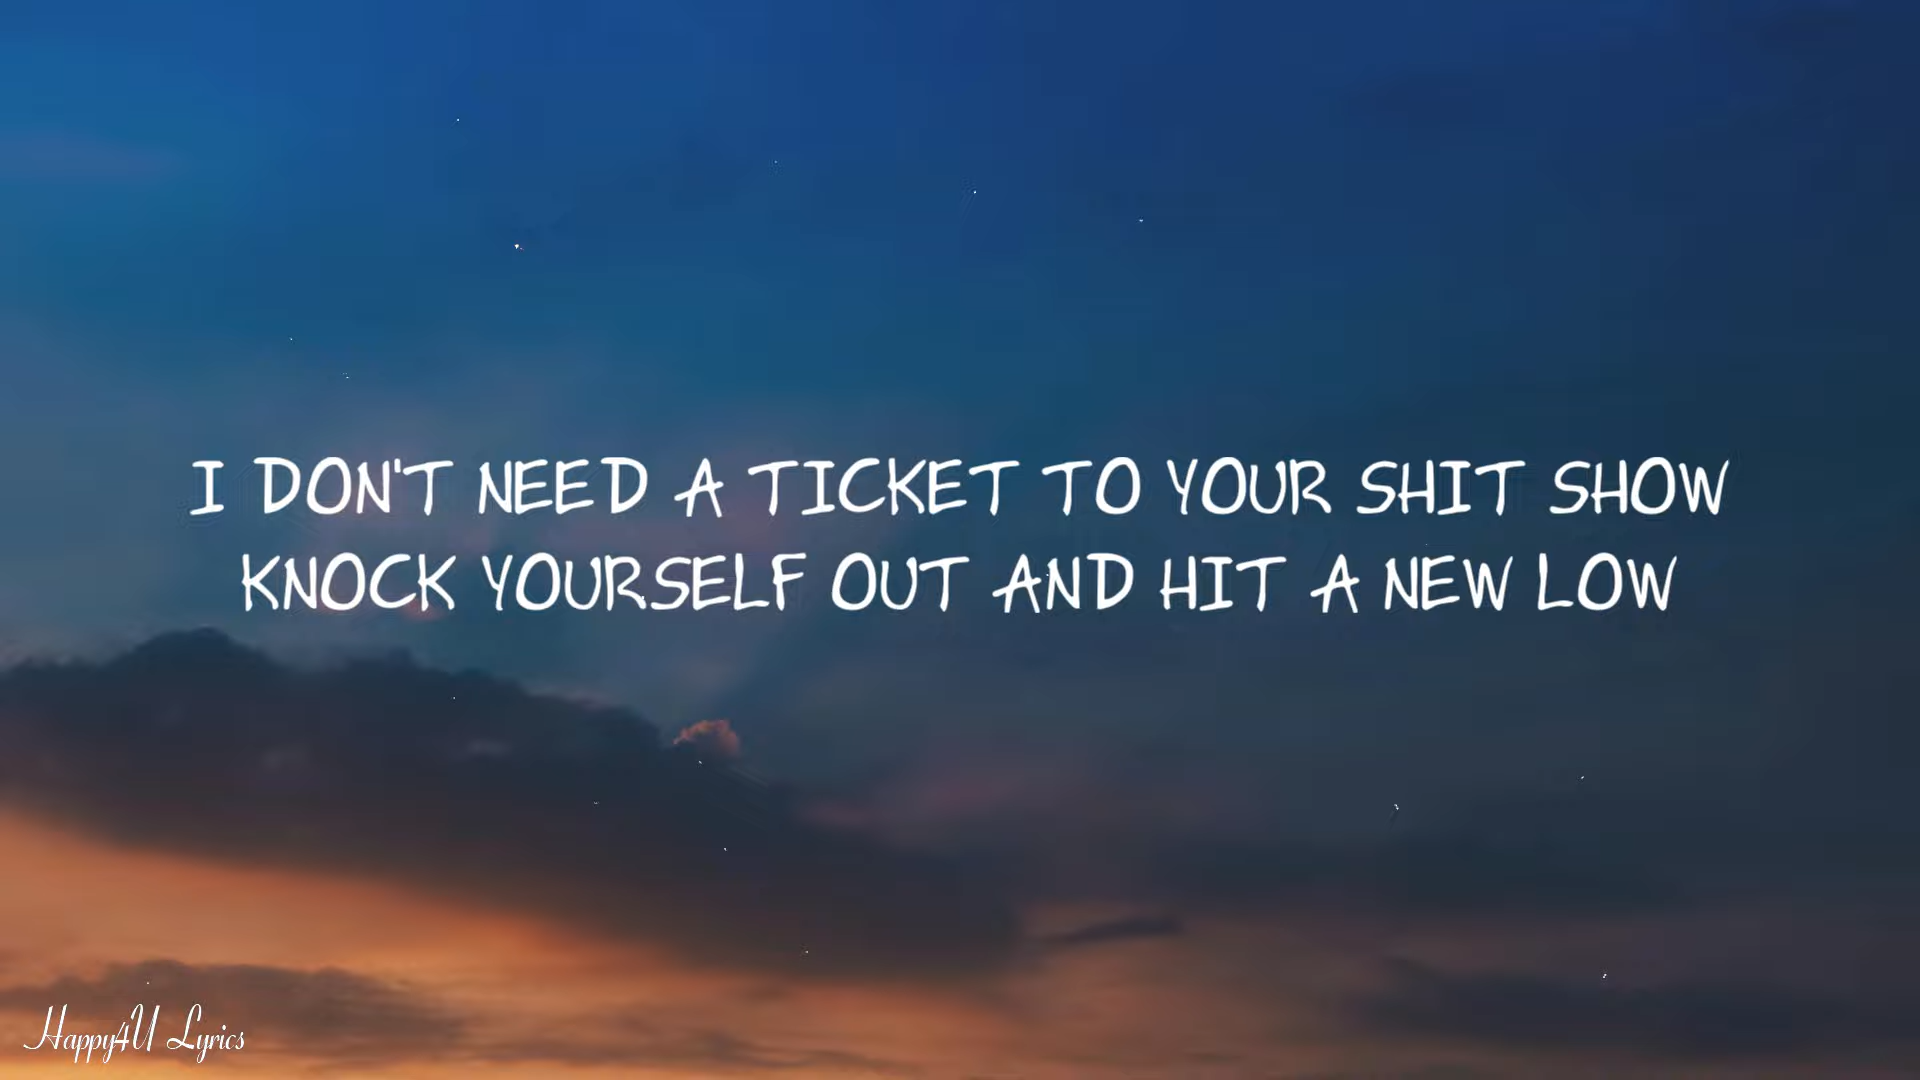 I DON'T NEED A TICKET TO YOUR SHIT SHOW
KNOCK YOURSELF OUT AND HIT A NEW LOW
Happy4U Lyrics